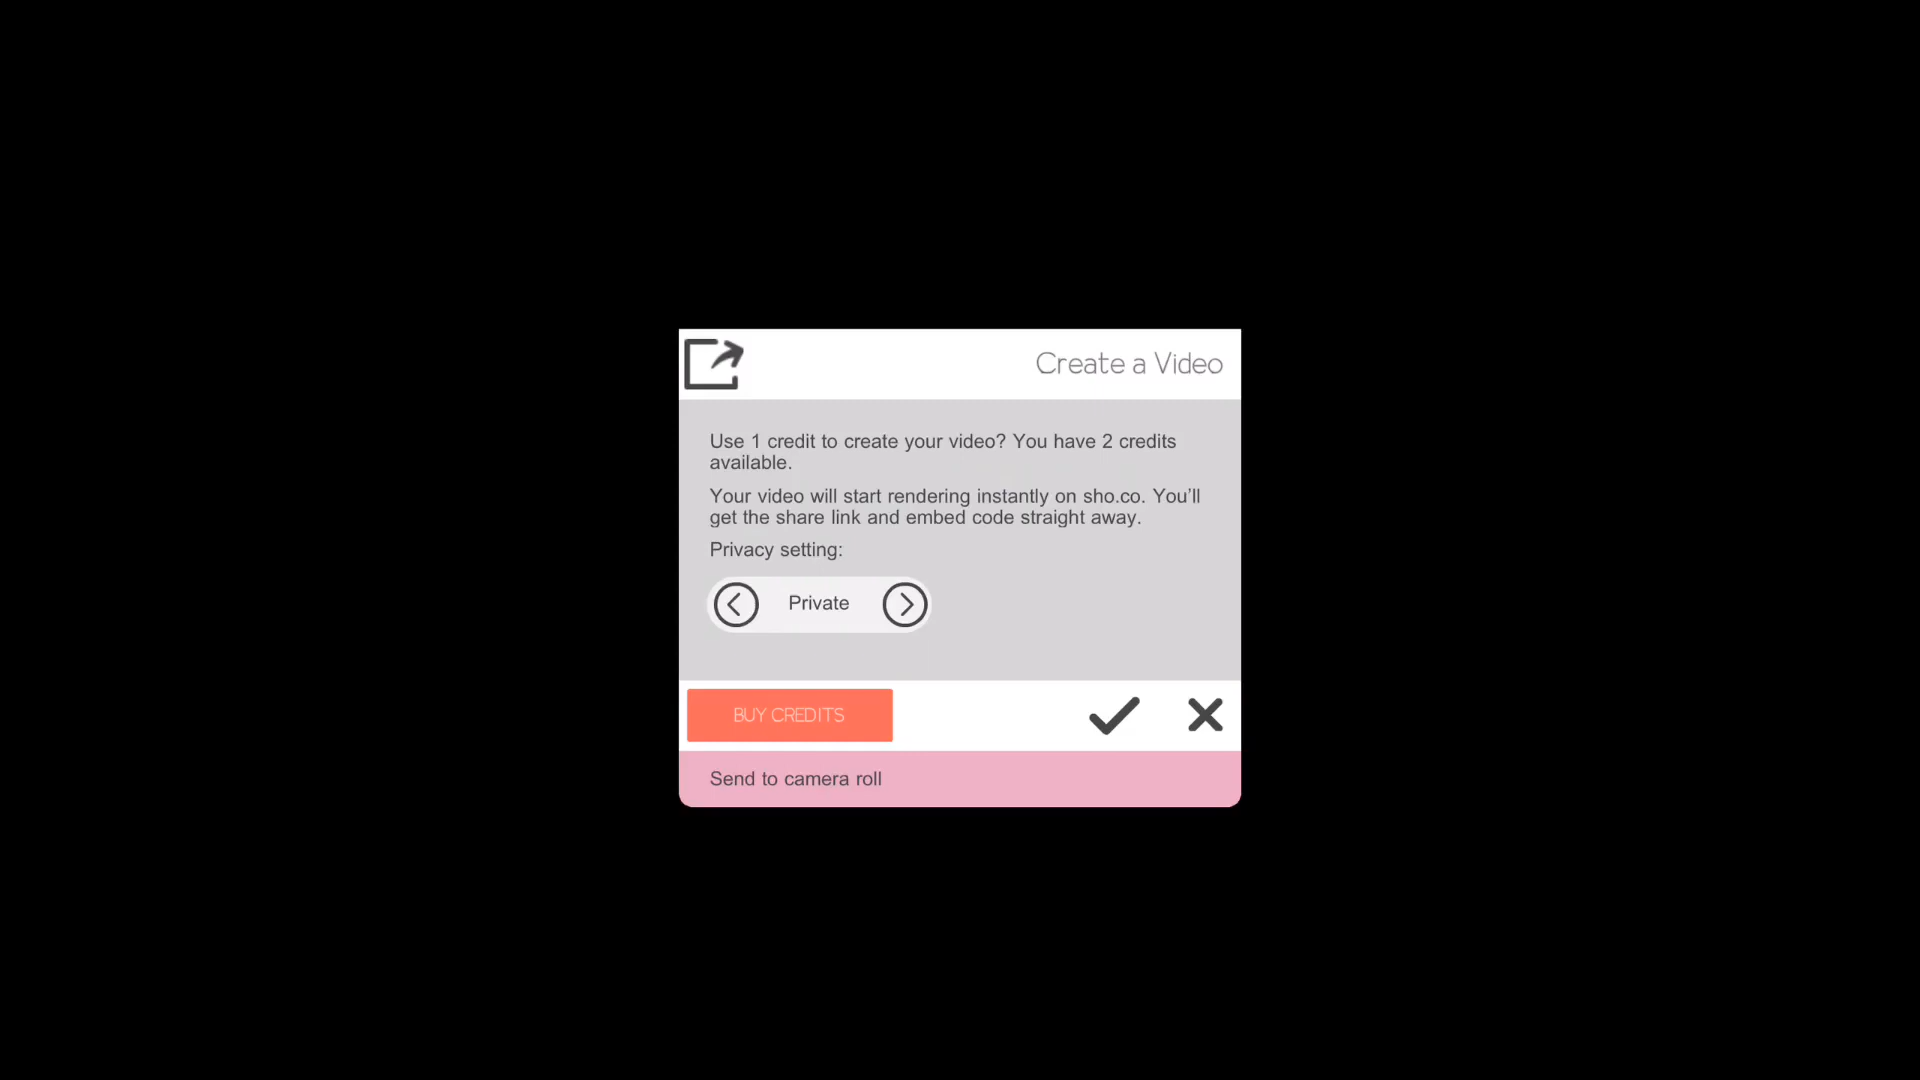 Create a Video
Use 1 credit to create your video? You have 2 credits
available.
Your video will start rendering instantly on sho.co. You'll
get the share link and embed code straight away.
Privacy setting:
Private
BUY CREDITS
Send to camera roll